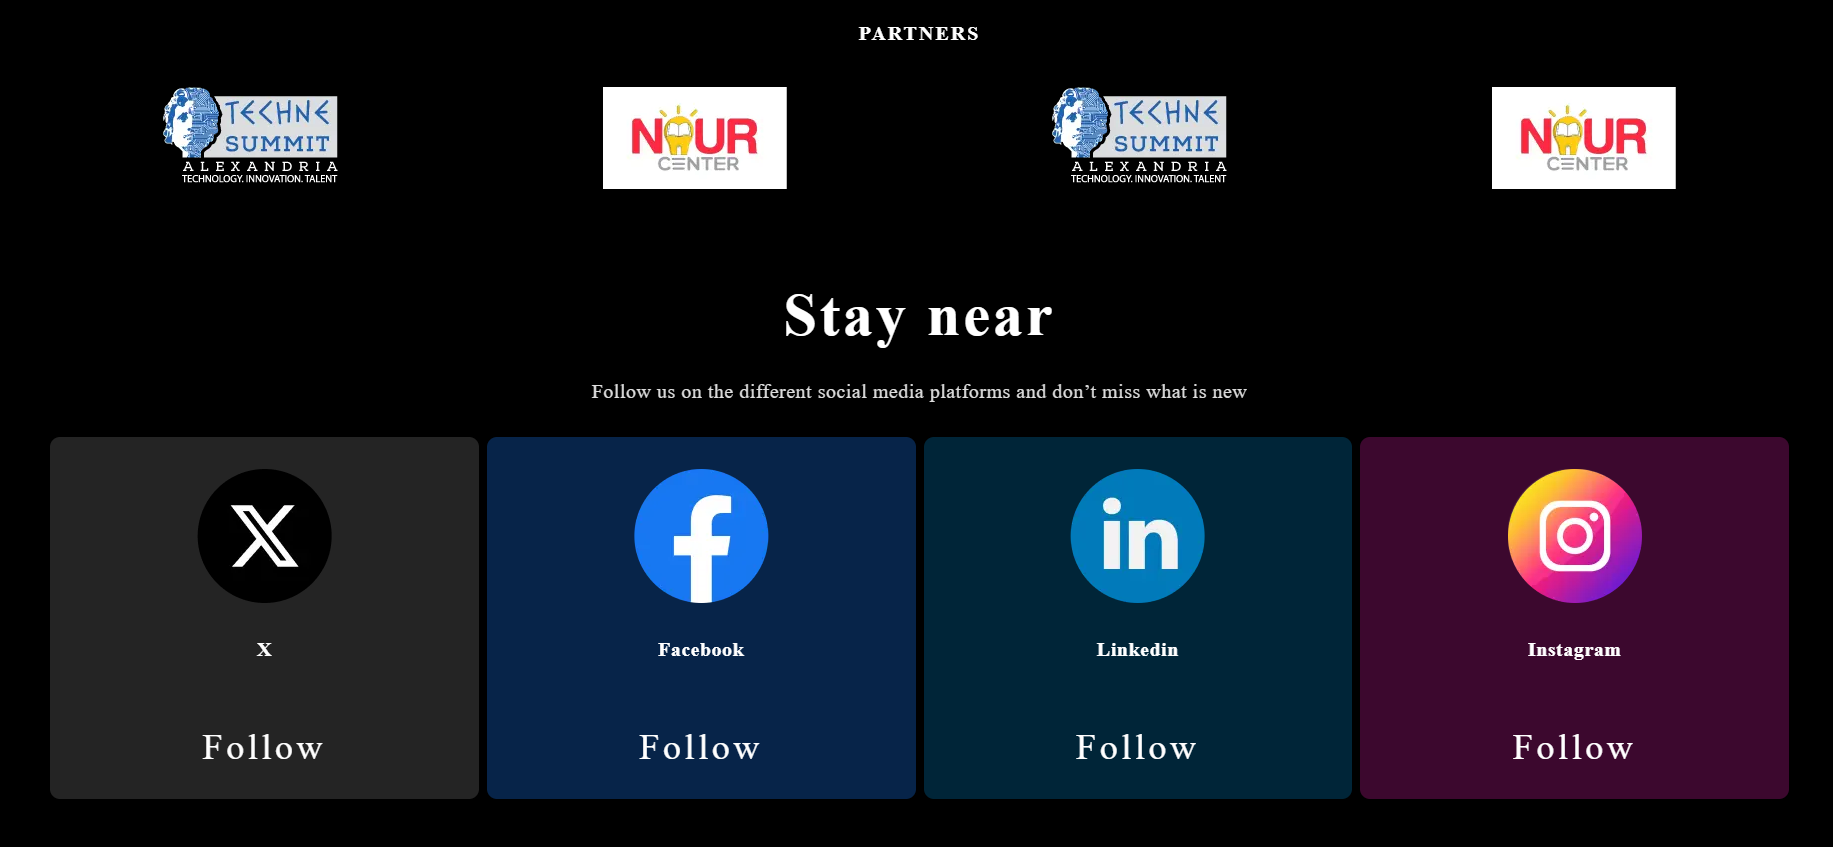 PARTNERS
TECHNE
SUMMIT
ALEXANDRIA
TECHNOLOGY. INNOVATION. TALENT
NOUR
CENTER
TECHNE
SUMMIT
ALEXANDRIA
TECHNOLOGY. INNOVATION. TALENT
NOUR
CENTER
Stay near
Follow us on the different social media platforms and don’t miss what is new
X
Facebook
Linkedin
Instagram
Follow
Follow
Follow
Follow